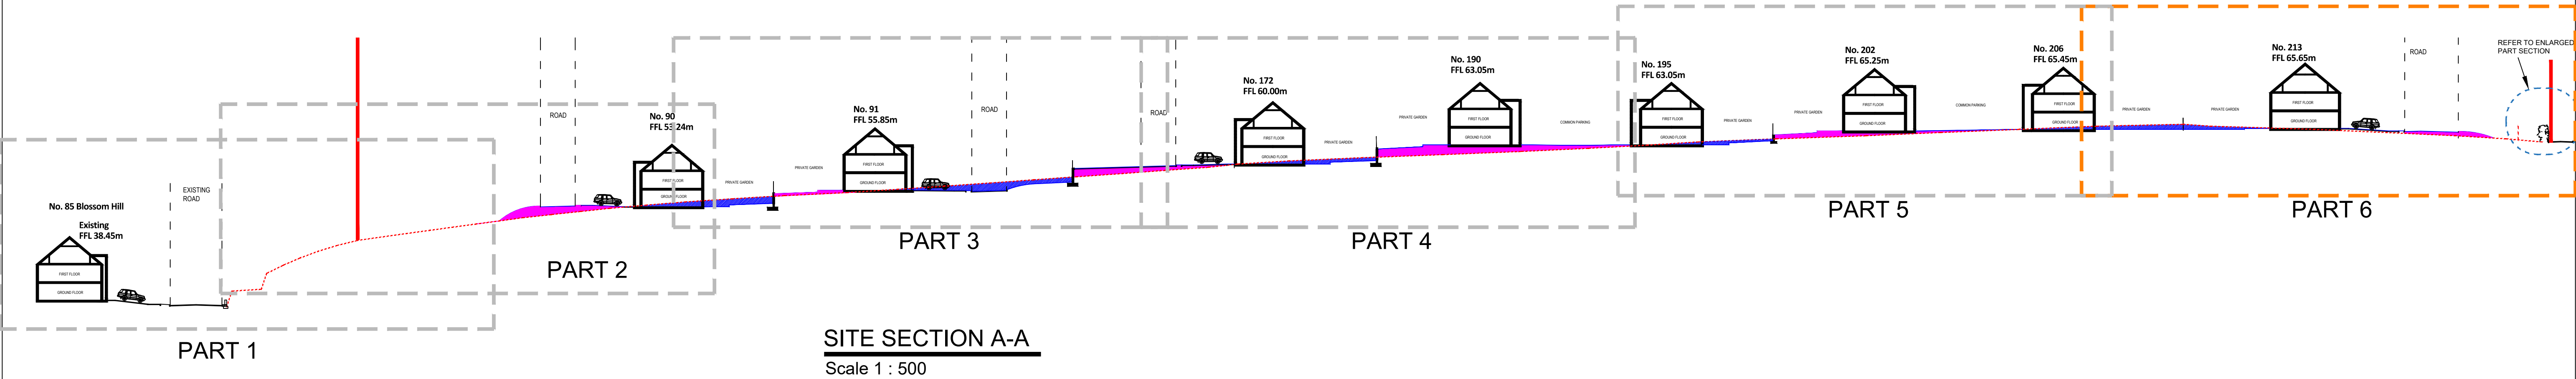 No. 85 Blossom Hill
Existing
FFL 38.45m
FIRST FLOOR
GROUND FLOOR
EXISTING
ROAD
PART 1
ROAD
No. 90
FFL 53.24m
FIRST FLOOR
GROUND FLOOR
PART 2
PRIVATE GARDEN
PRIVATE GARDEN
No. 91
FFL 55.85m
FIRST FLOOR
GROUND FLOOR
ROAD
PART 3
ROAD
No. 172
FFL 60.00m
FIRST FLOOR
GROUND FLOOR
PRIVATE GARDEN
PRIVATE GARDEN
No. 190
FFL 63.05m
FIRST FLOOR
GROUND FLOOR
COMMON PARKING
PART 4
No. 195
FFL 63.05m
FIRST FLOOR
GROUND FLOOR
PRIVATE GARDEN
PRIVATE GARDEN
No. 202
FFL 65.25m
FIRST FLOOR
GROUND FLOOR
COMMON PARKING
No. 206
FFL 65.45m
FIRST FLOOR
GROUND FLOOR
PART 5
PRIVATE GARDEN
PRIVATE GARDEN
No. 213
FFL 65.65m
FIRST FLOOR
GROUND FLOOR
ROAD
REFER TO ENLARGED
PART SECTION
PART 6
SITE SECTION A-A
Scale 1 : 500